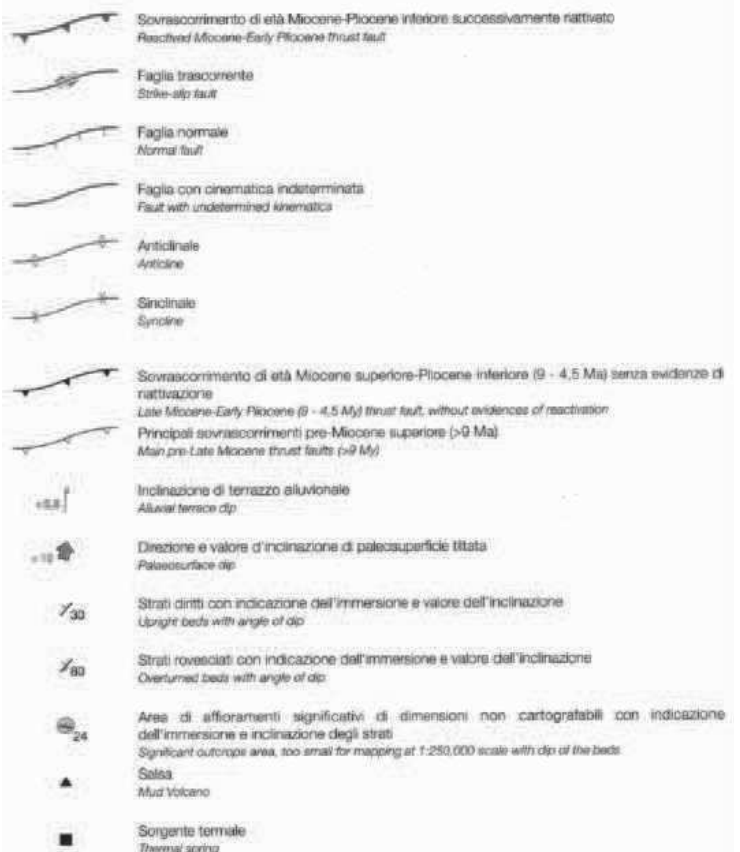 Sovrascorrimento di età Miocene-Pliocene inferiore successivamente riattivato
Reactived Miocene-Early Pliocene thrust fault
Faglia trascorrente
Strike-slip fault
Faglia normale
Normal fault
Faglia con cinematica indeterminata
Fault with undetermined kinematics
Anticlinale
Anticline
Sinclinale
Syncline
Sovrascorrimento di età Miocene superiore-Pliocene inferiore (9 - 4,5 Ma) senza evidenze di
riattivazione
Late Miocene-Early Pliocene (9 - 4,5 My) thrust fault, without evidences of reactivation
Principali sovrascorrimenti pre-Miocene superiore (>9 Ma)
Main pre-Late Miocene thrust faults (>9 My)
Inclinazione di terrazzo alluvionale
Alluvial terrace dip
Direzione e valore d'inclinazione di paleosuperficie tiltata
Palaeosurface dip
30
Strati diritti con indicazione dell'immersione e valore dell'inclinazione
Upright beds with angle of dip
Strati rovesciati con indicazione dell'immersione e valore dell'inclinazione
Overturned beds with angle of dip
24
Area di affioramenti significativi di dimensioni non cartografabili con indicazione
dell'immersione e inclinazione degli strati
Significant outcrops area, too small for mapping at 1:250,000 scale with dip of the beds
Salsa
Mud Volcano
Sorgente termale
Thermal spring